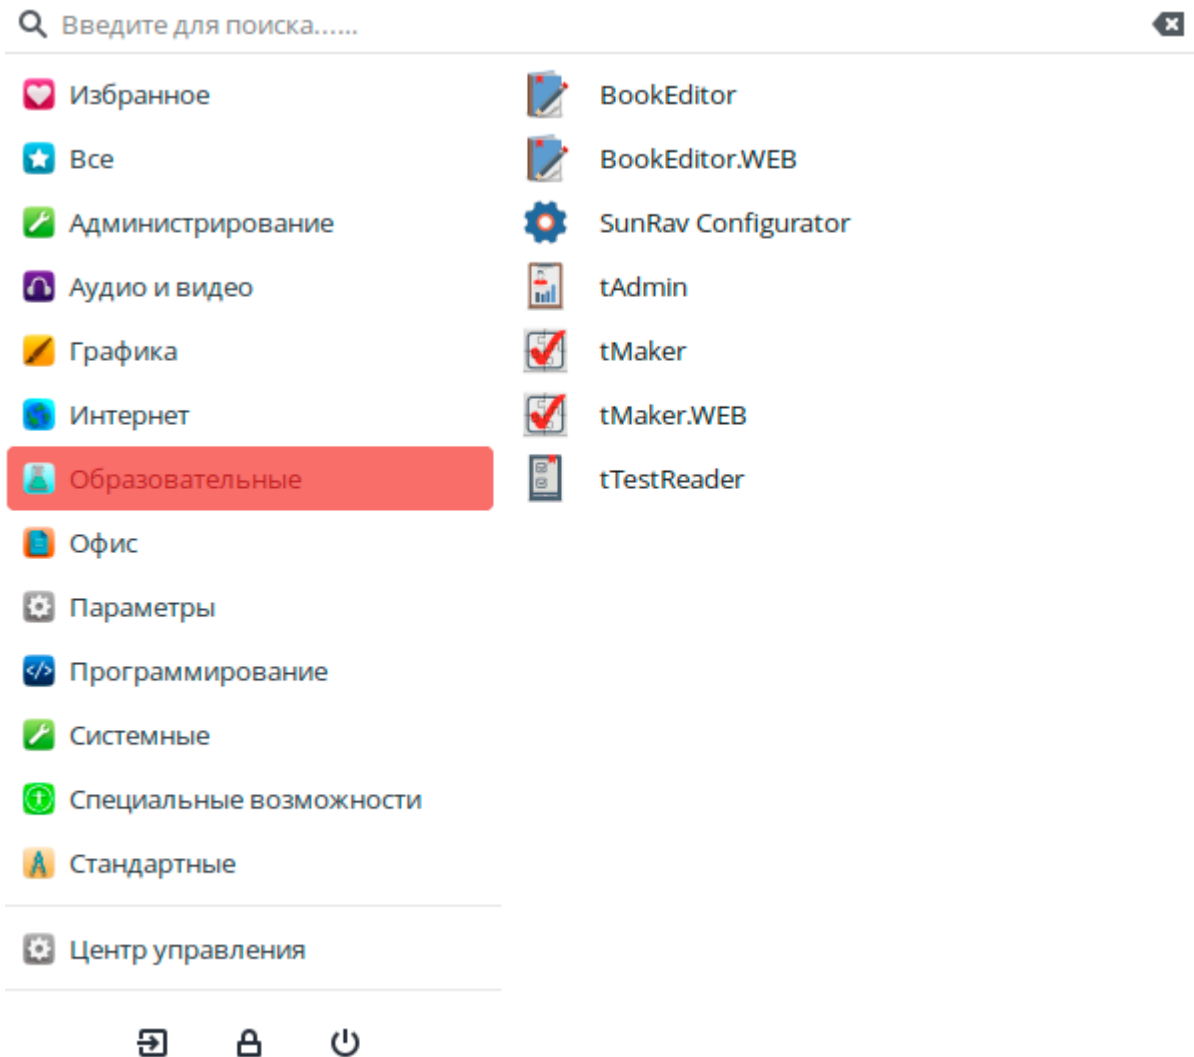 Введите для поиска......
Избранное
Все
Администрирование
Аудио и видео
Графика
Интернет
Образовательные
Офис
Параметры
Программирование
Системные
Специальные возможности
Стандартные
Центр управления
BookEditor
BookEditor.WEB
SunRav Configurator
tAdmin
tMaker
tMaker.WEB
tTestReader